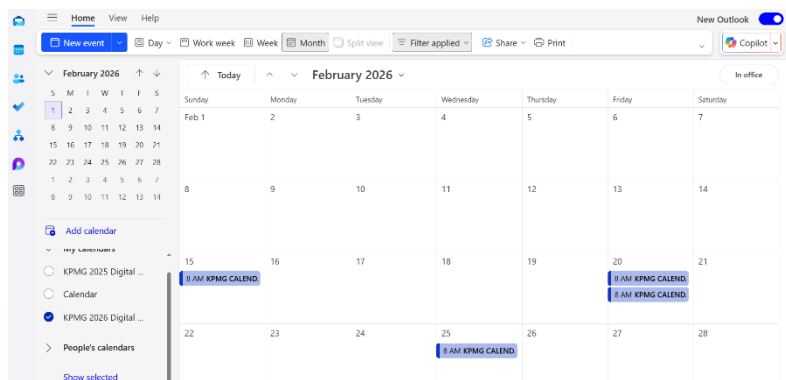 Home View Help New Outlook
New event Day Work week Week Month Split view Filter applied Share Print Copilot
February 2026
S M T W T F S
1 2 3 4 5 6 7
8 9 10 11 12 13 14
15 16 17 18 19 20 21
22 23 24 25 26 27 28
1 2 3 4 5 6 7
8 9 10 11 12 13 14
Add calendar
My calendars
KPMG 2025 Digital ...
Calendar
KPMG 2026 Digital ...
People's calendars
Show selected
Today February 2026 In office
Sunday Monday Tuesday Wednesday Thursday Friday Saturday
Feb 1 2 3 4 5 6 7
8 9 10 11 12 13 14
15 16 17 18 19 20 21
8 AM KPMG CALEND. 8 AM KPMG CALEND.
8 AM KPMG CALEND.
22 23 24 25 26 27 28
8 AM KPMG CALEND.